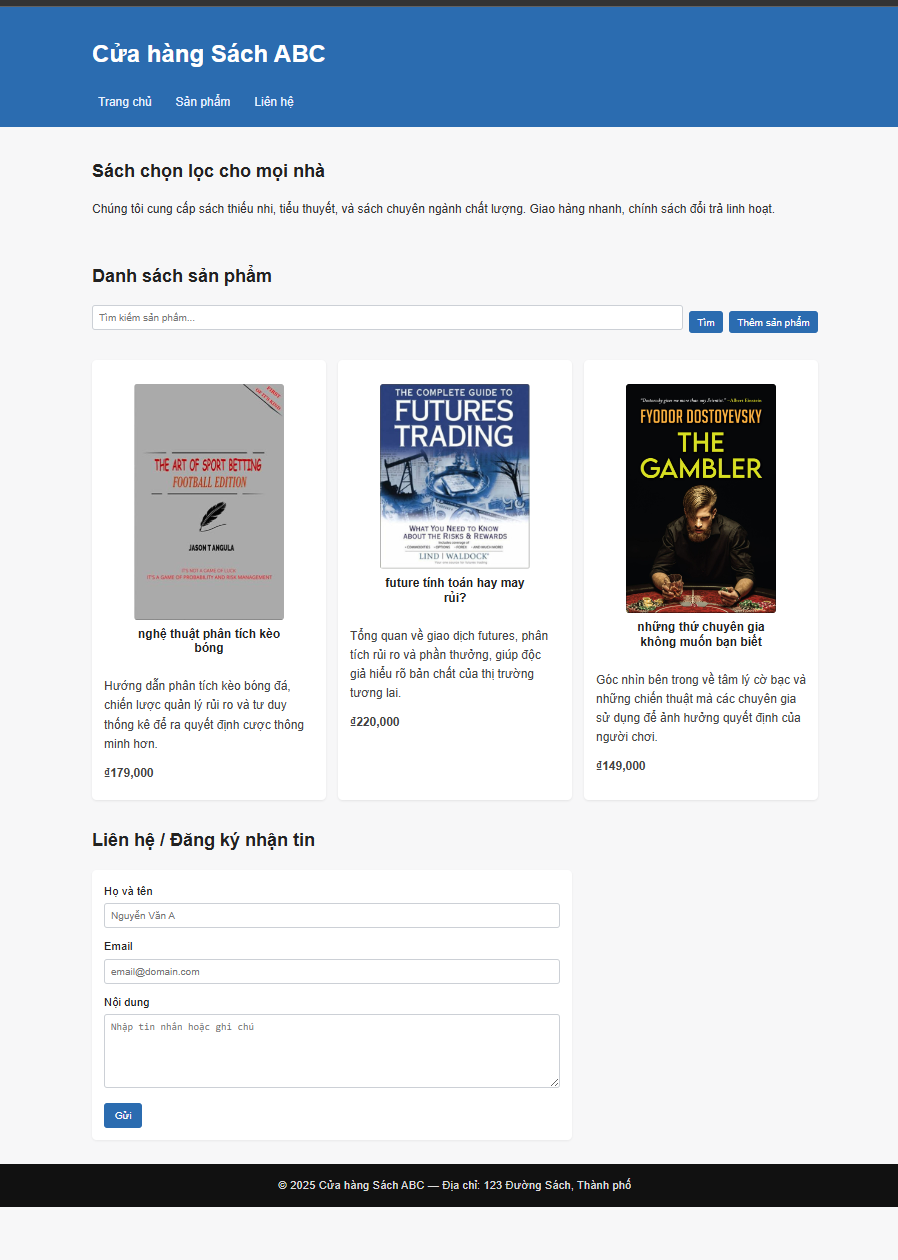 Cửa hàng Sách ABC
Trang chủ Sản phẩm Liên hệ
Sách chọn lọc cho mọi nhà
Chúng tôi cung cấp sách thiếu nhi, tiểu thuyết, và sách chuyên ngành chất lượng. Giao hàng nhanh, chính sách đổi trả linh hoạt.
Danh sách sản phẩm
Tìm kiếm sản phẩm... Tìm Thêm sản phẩm
FIRST
THE ART OF SPORT BETTING
FOOTBALL EDITION
JASON T ANGULA
IT'S NOT A GAME OF LUCK
IT'S A GAME OF PROBABILITY AND RISK MANAGEMENT
nghệ thuật phân tích kèo
bóng
Hướng dẫn phân tích kèo bóng đá,
chiến lược quản lý rủi ro và tư duy
thống kê để ra quyết định cược thông
minh hơn.
₫179,000
THE COMPLETE GUIDE TO
FUTURES
TRADING
WHAT YOU NEED TO KNOW
ABOUT THE RISKS & REWARDS
LIND | WALDOCK
future tính toán hay may
rủi?
Tổng quan về giao dịch futures, phân
tích rủi ro và phần thưởng, giúp độc
giả hiểu rõ bản chất của thị trường
tương lai.
₫220,000
"Dostoevsky gives me more than any Scientist." —Albert Einstein
FYODOR DOSTOYEVSKY
THE
GAMBLER
những thứ chuyên gia
không muốn bạn biết
Góc nhìn bên trong về tâm lý cờ bạc và
những chiến thuật mà các chuyên gia
sử dụng để ảnh hưởng quyết định của
người chơi.
₫149,000
Liên hệ / Đăng ký nhận tin
Họ và tên
Nguyễn Văn A
Email
email@domain.com
Nội dung
Nhập tin nhắn hoặc ghi chú
Gửi
© 2025 Cửa hàng Sách ABC — Địa chỉ: 123 Đường Sách, Thành phố